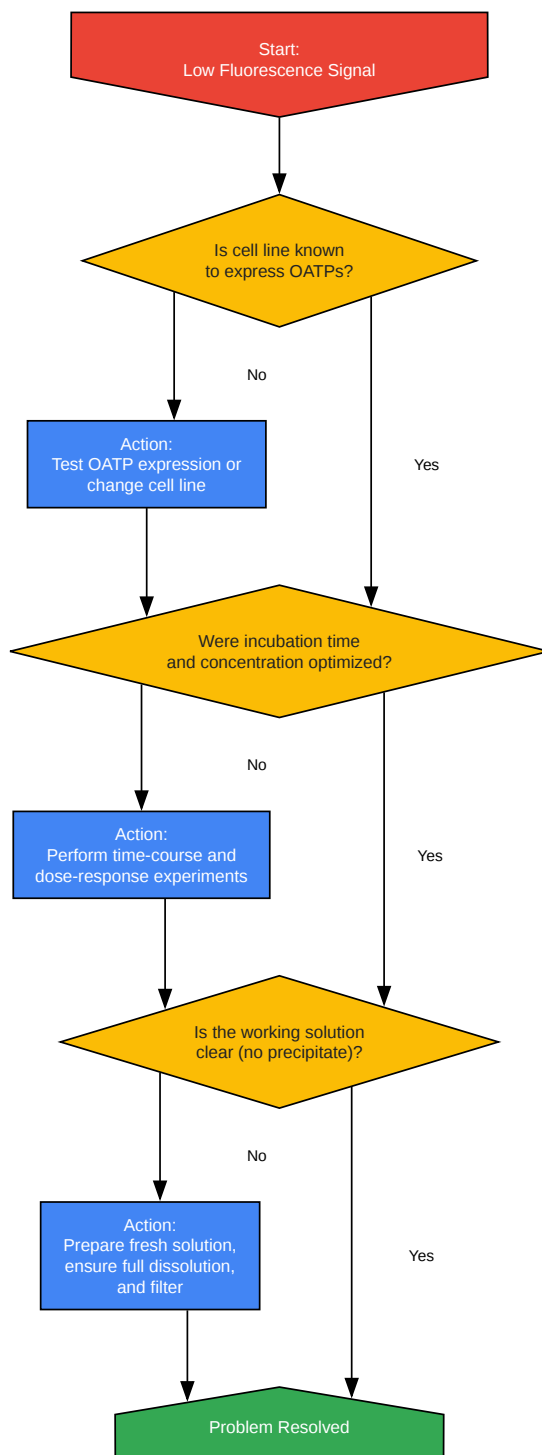 Start:
Low Fluorescence Signal
Is cell line known
to express OATPs?
No
Yes
Action:
Test OATP expression or
change cell line
Were incubation time
and concentration optimized?
No
Yes
Action:
Perform time-course and
dose-response experiments
Is the working solution
clear (no precipitate)?
No
Yes
Action:
Prepare fresh solution,
ensure full dissolution,
and filter
Problem Resolved